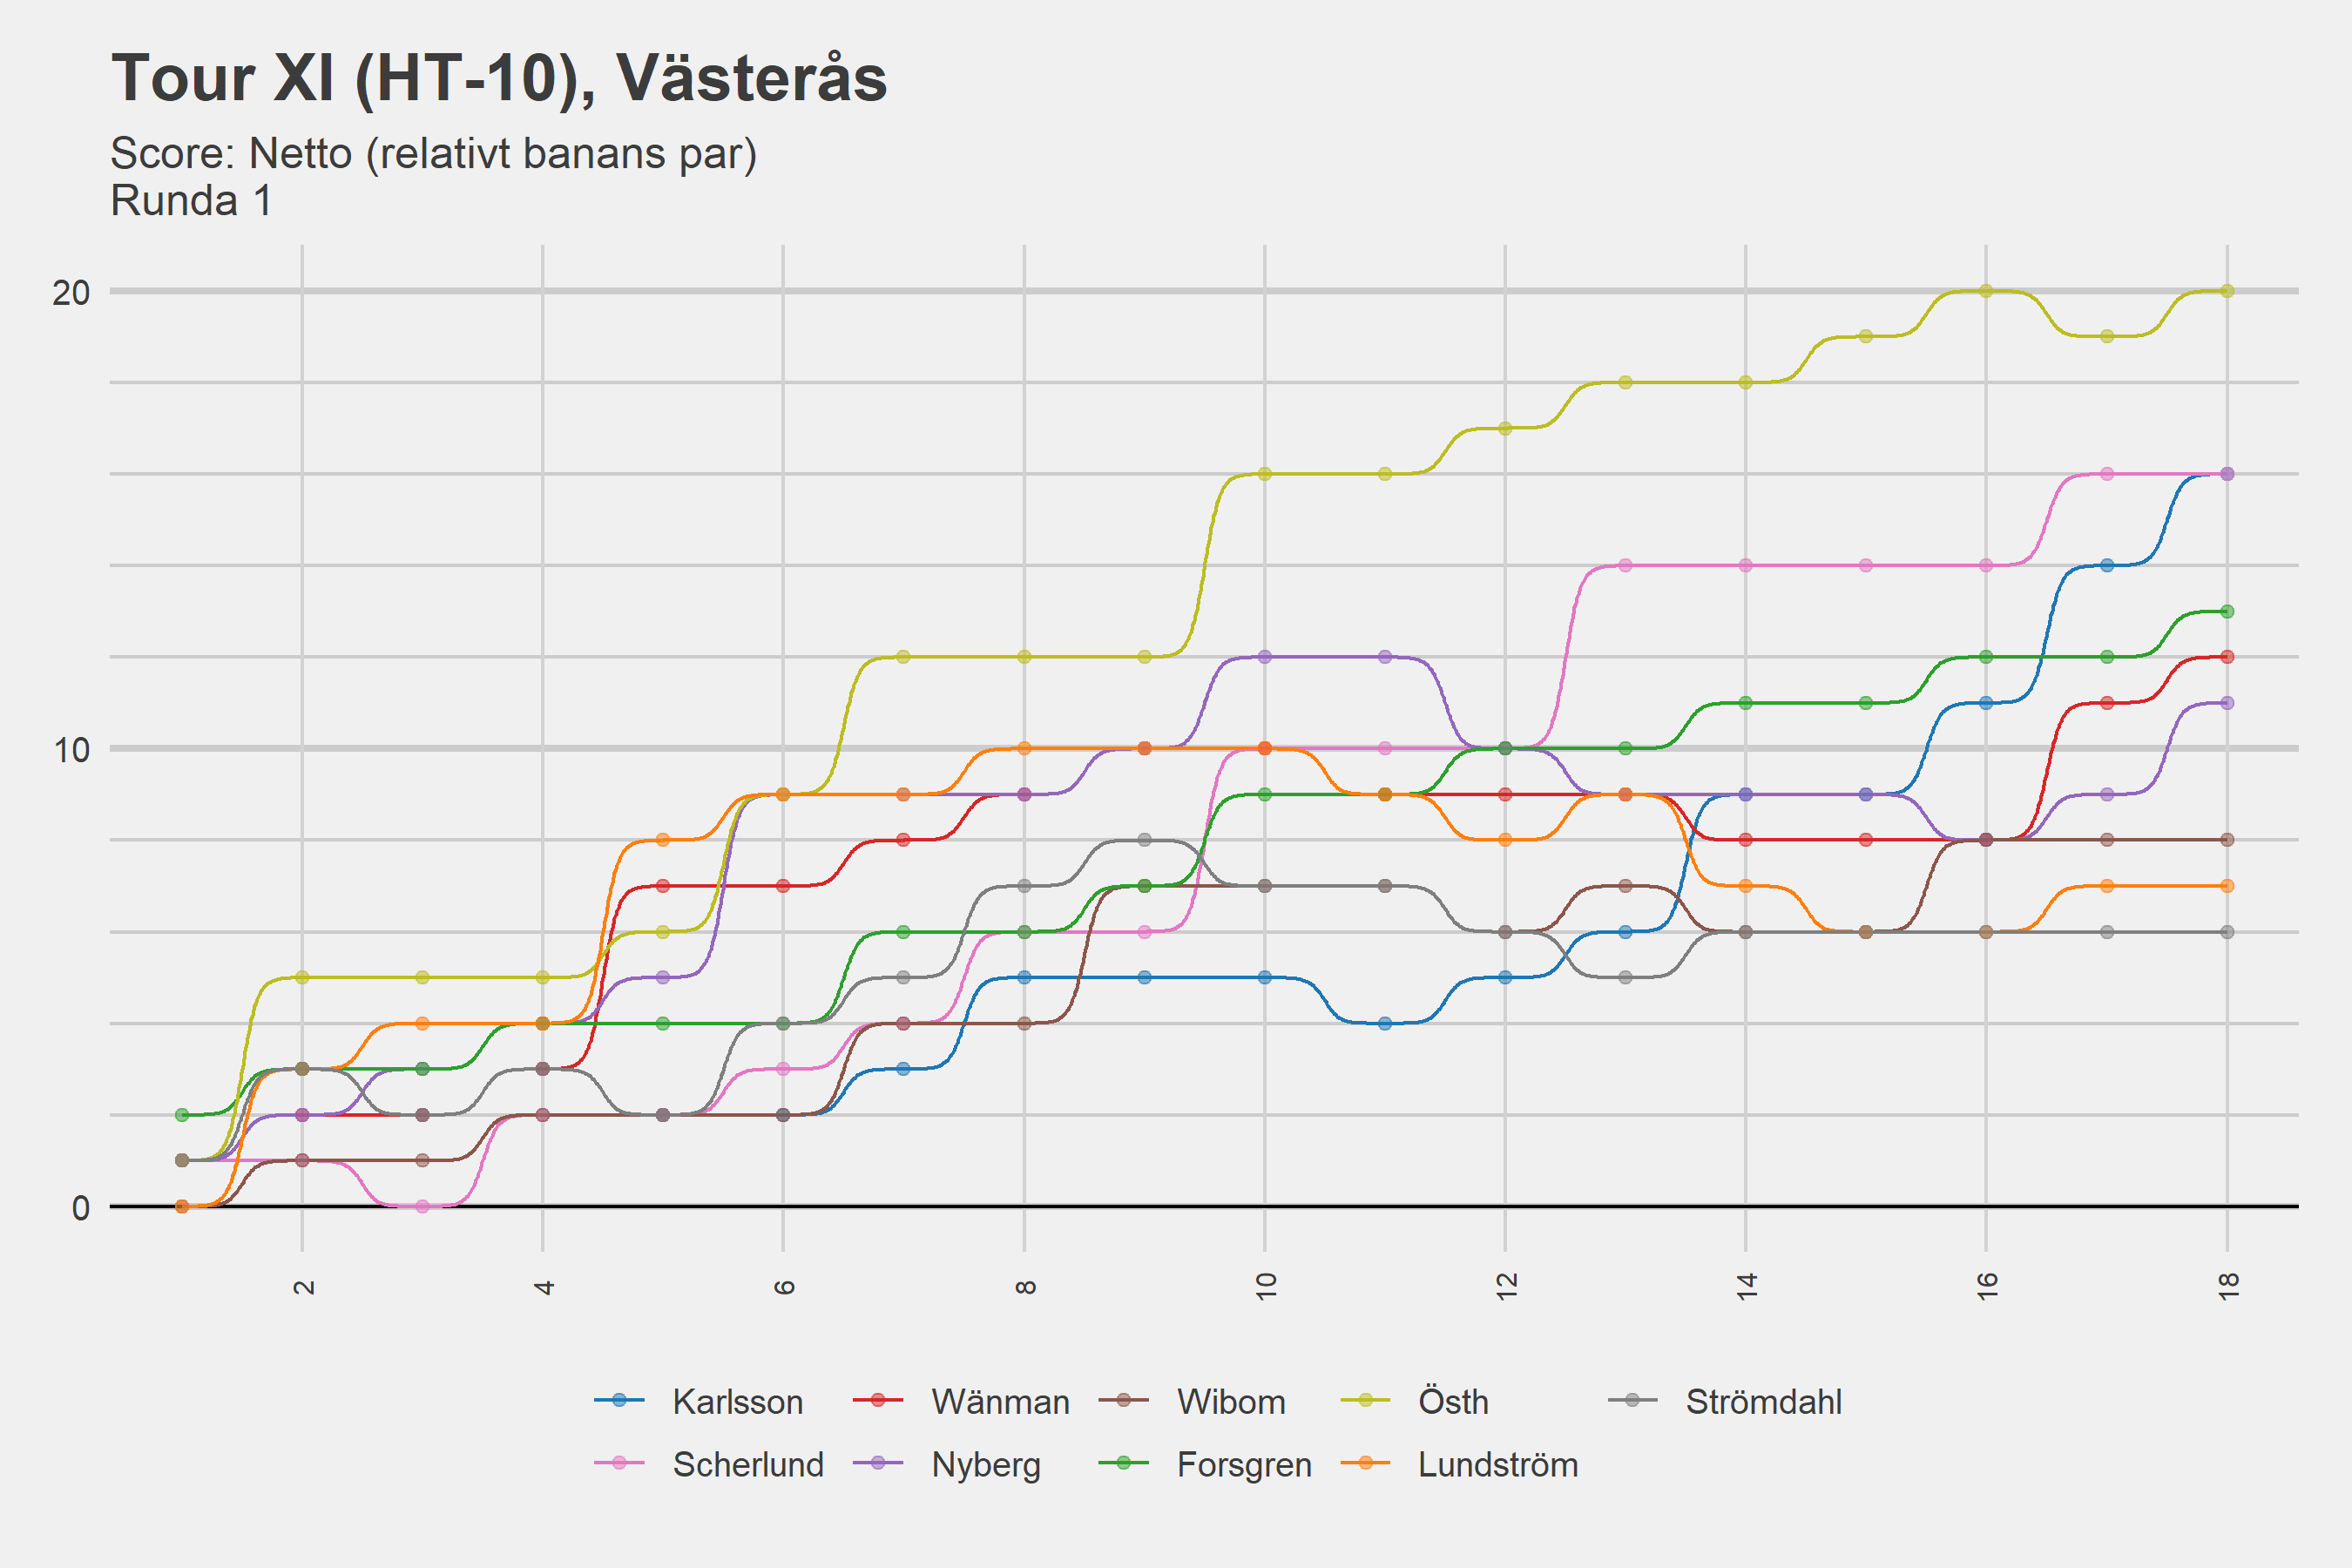 Tour XI (HT-10), Västerås
Score: Netto (relativt banans par)
Runda 1
20
10
0
2 4 6 8 10 12 14 16 18
Karlsson Wänman Wibom Östh Strömdahl
Scherlund Nyberg Forsgren Lundström